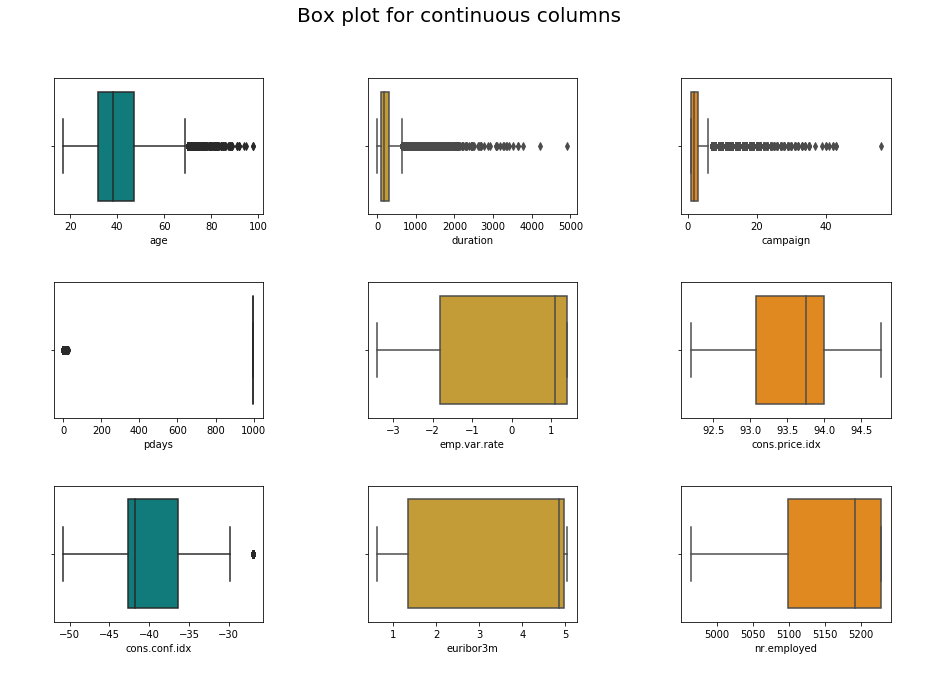 Box plot for continuous columns
20 40 60 80 100
age
0 1000 2000 3000 4000 5000
duration
0 20 40
campaign
0 200 400 600 800 1000
pdays
−3 −2 −1 0 1
emp.var.rate
92.5 93.0 93.5 94.0 94.5
cons.price.idx
−50 −45 −40 −35 −30
cons.conf.idx
1 2 3 4 5
euribor3m
5000 5050 5100 5150 5200
nr.employed